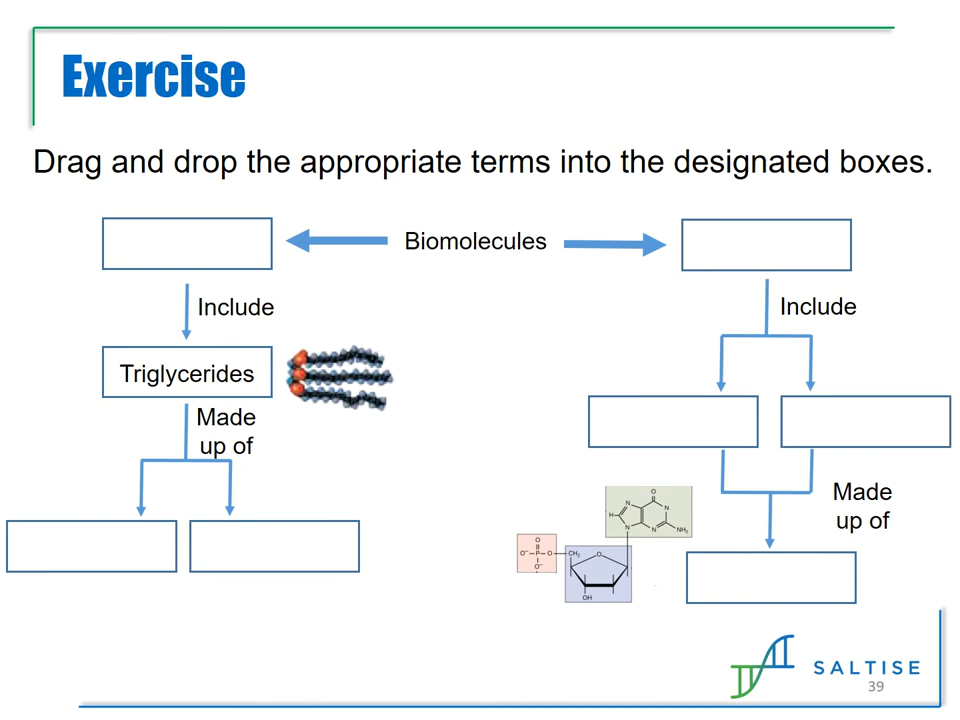 Exercise
Drag and drop the appropriate terms into the designated boxes.
Biomolecules
Include
Include
Triglycerides
Made
up of
Made
up of
O
N
N
H
N
N
NH₂
O
O⁻
P
O
CH₂
O
O⁻
OH
SALTISE
39